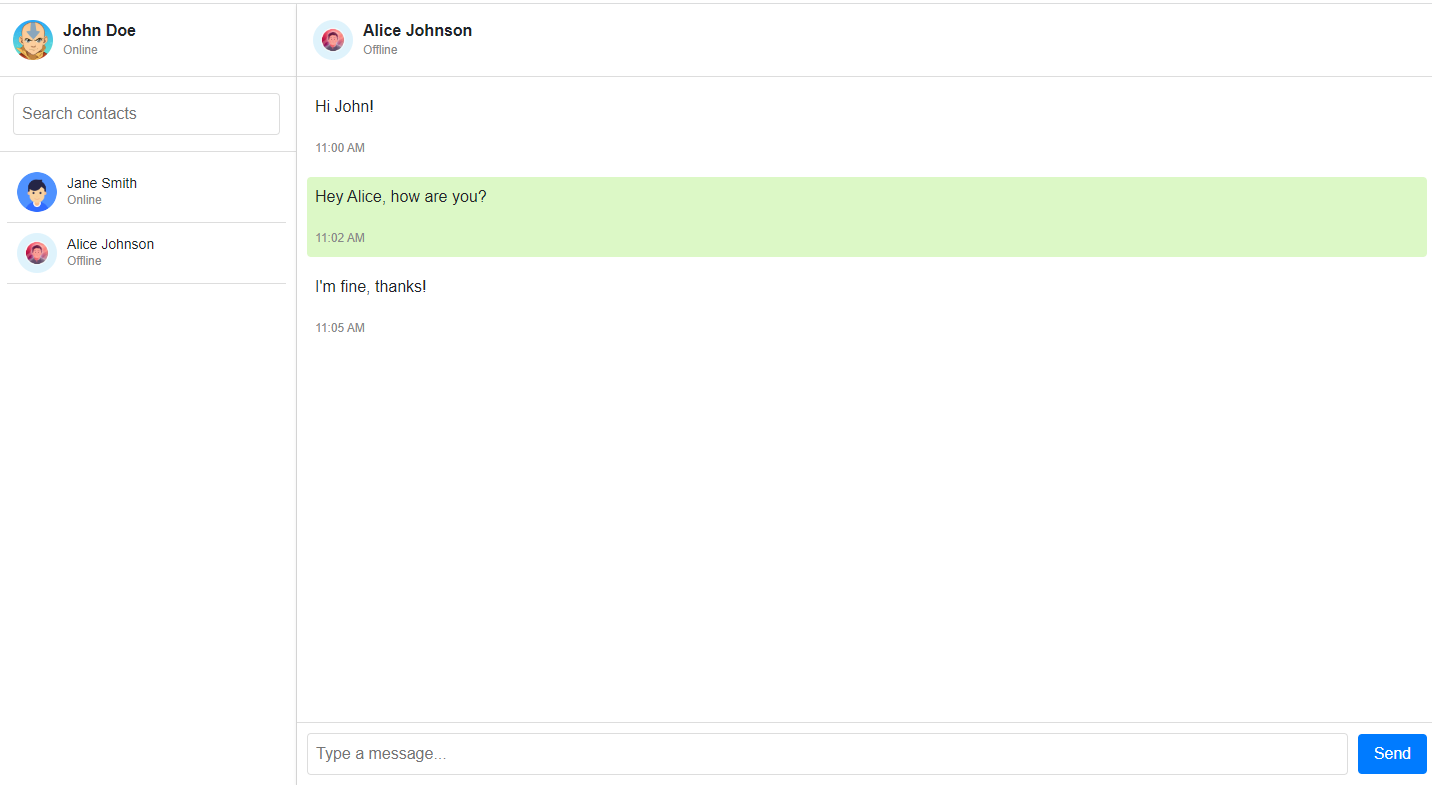 John Doe
Online
Search contacts
Jane Smith
Online
Alice Johnson
Offline
Alice Johnson
Offline
Hi John!
11:00 AM
Hey Alice, how are you?
11:02 AM
I'm fine, thanks!
11:05 AM
Type a message...
Send